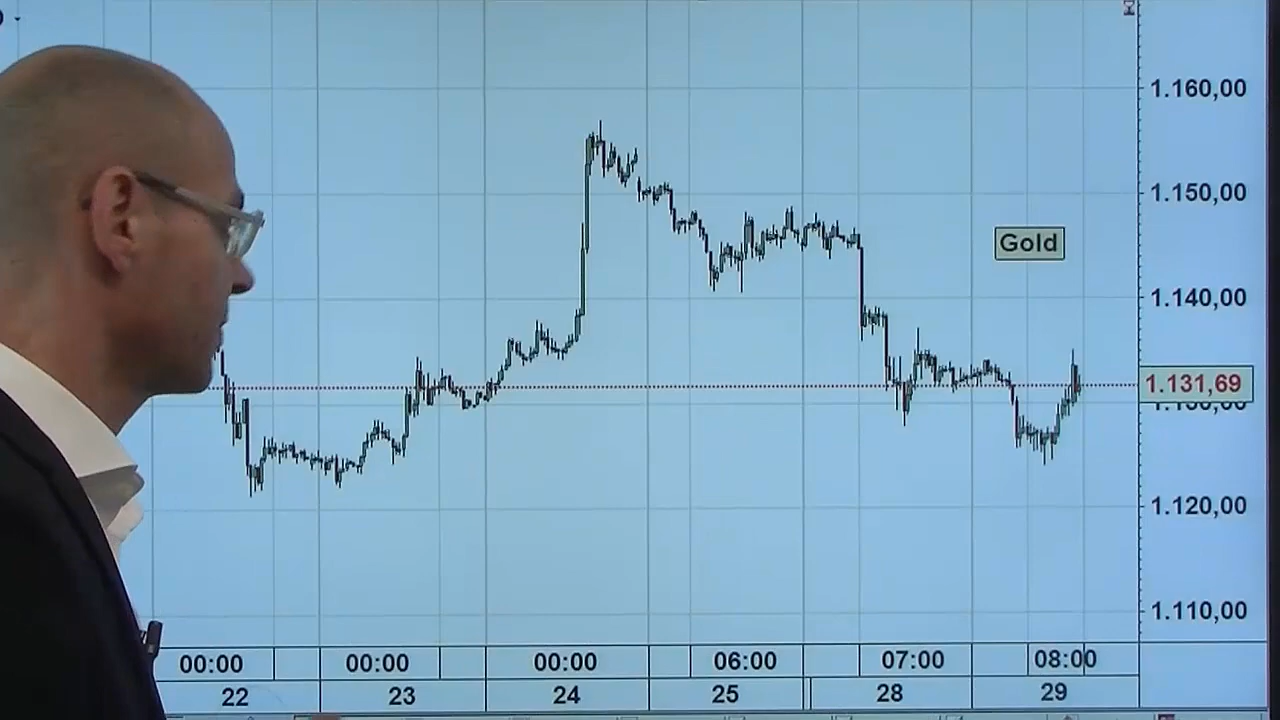 1.160,00
1.150,00
Gold
1.140,00
1.131,69
1.120,00
1.110,00
00:00 00:00 00:00 06:00 07:00 08:00
22 23 24 25 28 29